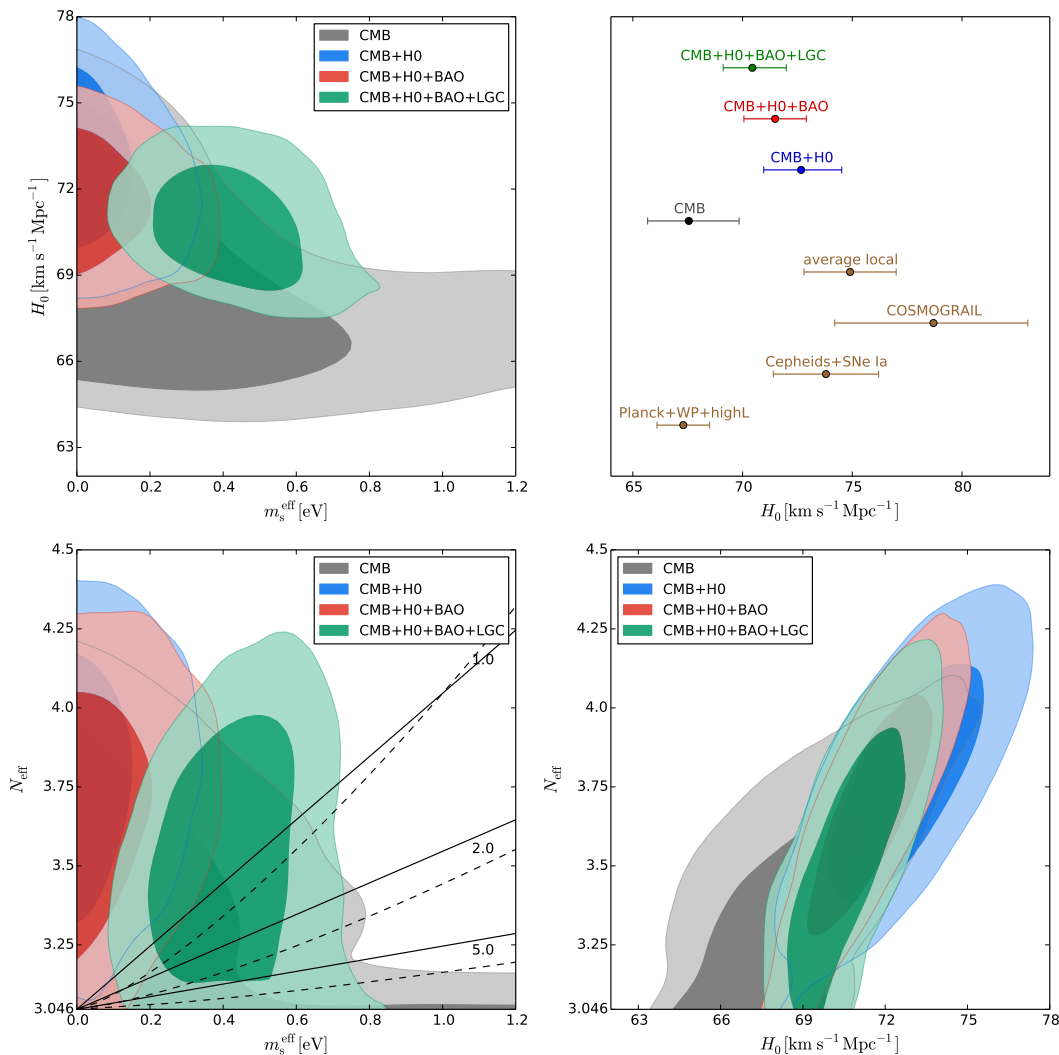 78
75
72
69
66
63
H₀ [km s⁻¹ Mpc⁻¹]
CMB
CMB+H0
CMB+H0+BAO
CMB+H0+BAO+LGC
0.0 0.2 0.4 0.6 0.8 1.0 1.2
mₛᵉᶠᶠ [eV]
CMB+H0+BAO+LGC
CMB+H0+BAO
CMB+H0
CMB
average local
COSMOGRAIL
Cepheids+SNe Ia
Planck+WP+highL
65 70 75 80
H₀ [km s⁻¹ Mpc⁻¹]
4.5
4.25
4.0
3.75
3.5
3.25
3.046
N_eff
CMB
CMB+H0
CMB+H0+BAO
CMB+H0+BAO+LGC
1.0
2.0
5.0
0.0 0.2 0.4 0.6 0.8 1.0 1.2
mₛᵉᶠᶠ [eV]
4.5
4.25
4.0
3.75
3.5
3.25
3.046
N_eff
CMB
CMB+H0
CMB+H0+BAO
CMB+H0+BAO+LGC
63 66 69 72 75 78
H₀ [km s⁻¹ Mpc⁻¹]